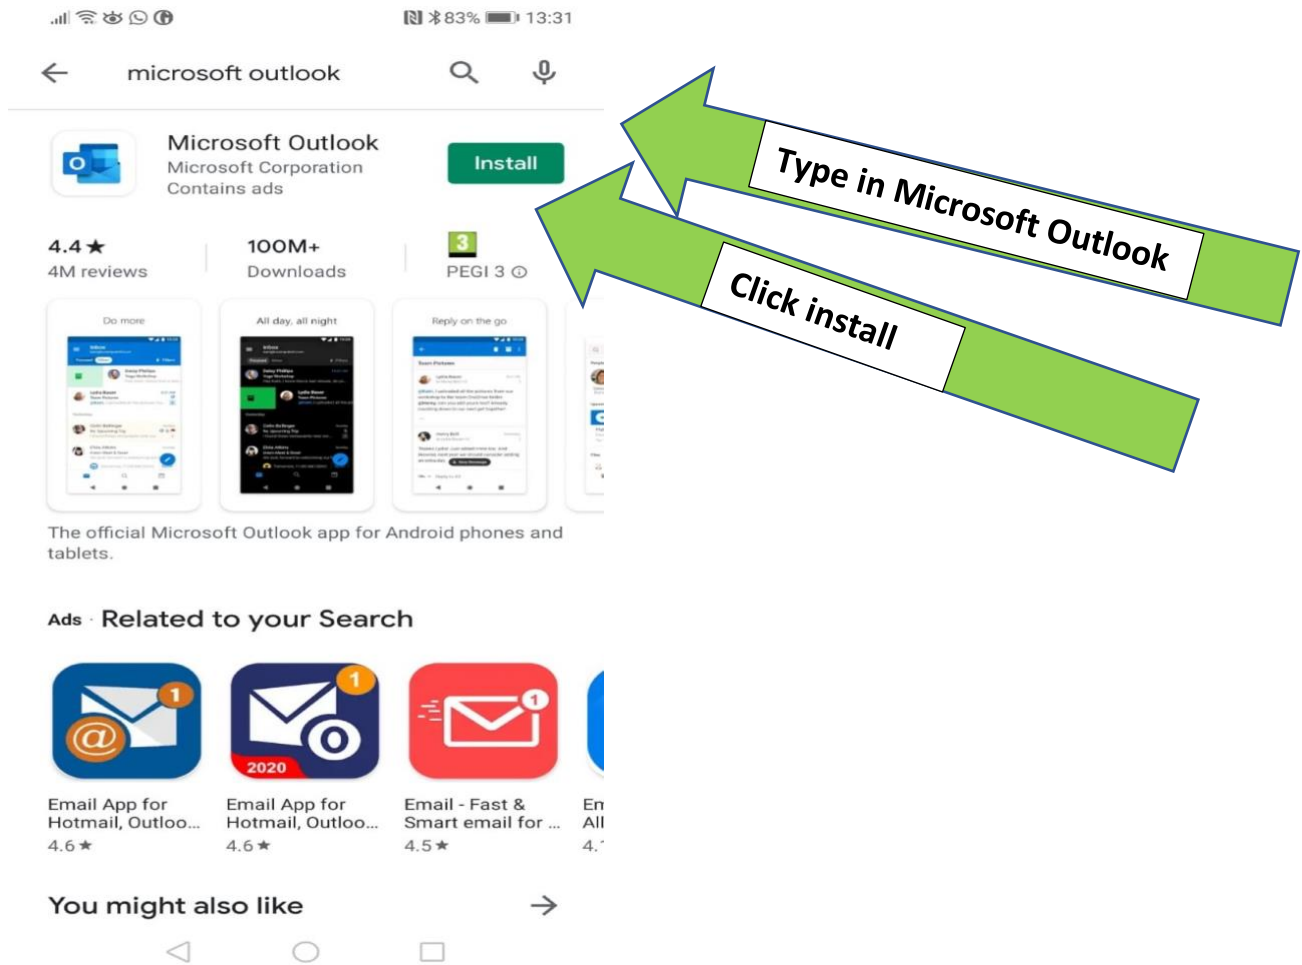 83% 13:31
microsoft outlook
Microsoft Outlook
Microsoft Corporation
Contains ads
Install
4.4★
4M reviews
100M+
Downloads
3
PEGI 3
Do more
All day, all night
Reply on the go
The official Microsoft Outlook app for Android phones and
tablets.
Ads · Related to your Search
1
@
1
O
2020
1
Email App for
Hotmail, Outloo...
4.6★
Email App for
Hotmail, Outloo...
4.6★
Email - Fast &
Smart email for ...
4.5★
You might also like
Type in Microsoft Outlook
Click install